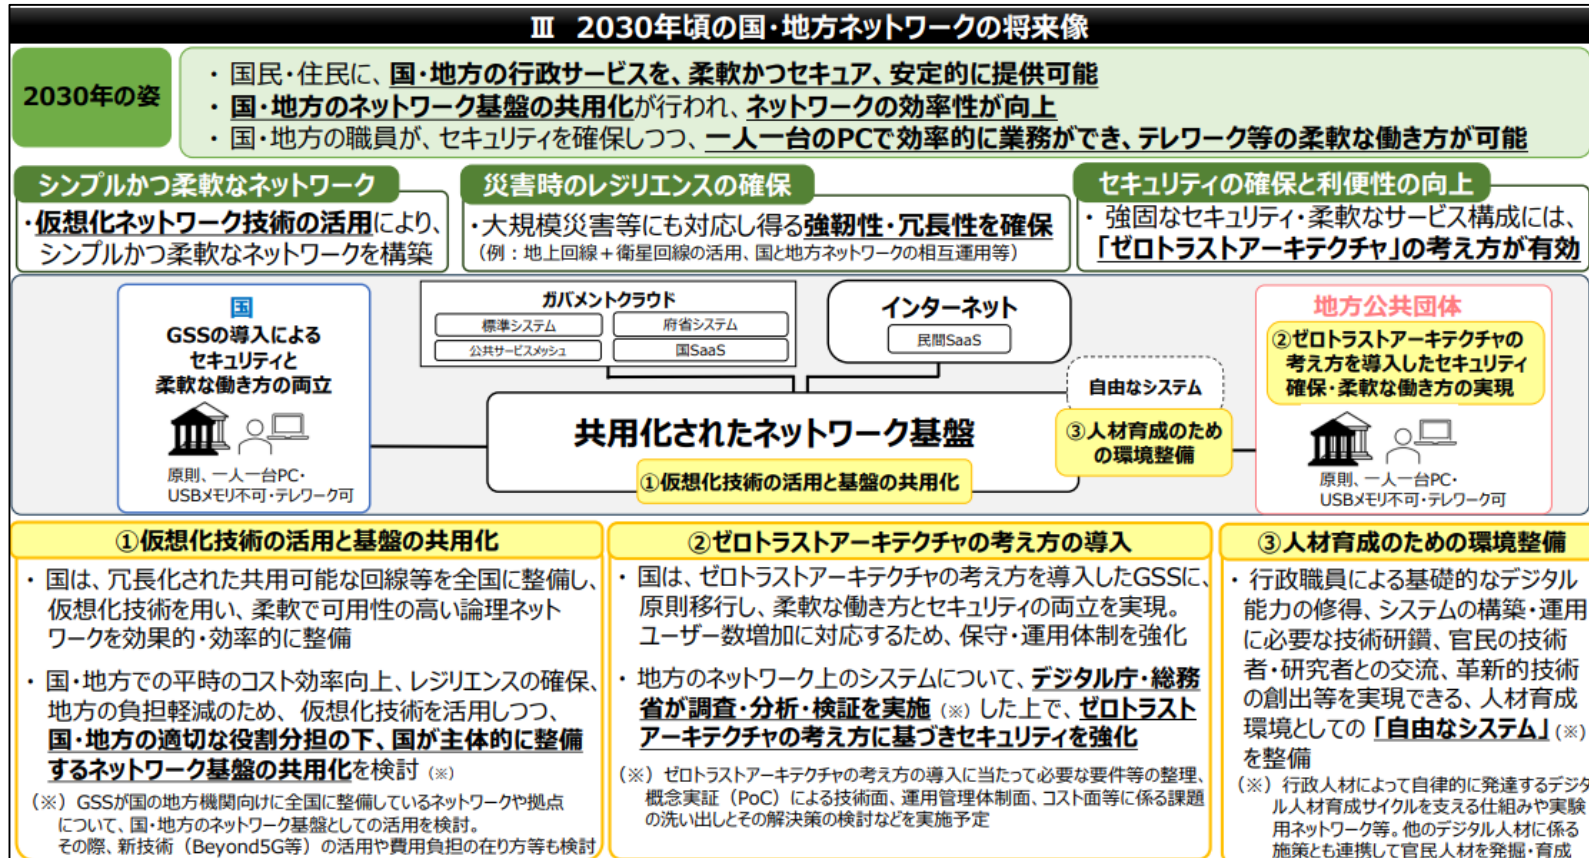 Ⅲ 2030年頃の国・地方ネットワークの将来像
2030年の姿
・ 国民・住民に、国・地方の行政サービスを、柔軟かつセキュア、安定的に提供可能
・ 国・地方のネットワーク基盤の共用化が行われ、ネットワークの効率性が向上
・ 国・地方の職員が、セキュリティを確保しつつ、一人一台のPCで効率的に業務ができ、テレワーク等の柔軟な働き方が可能
シンプルかつ柔軟なネットワーク
・仮想化ネットワーク技術の活用により、
シンプルかつ柔軟なネットワークを構築
災害時のレジリエンスの確保
・大規模災害等にも対応し得る強靭性・冗長性を確保
（例：地上回線＋衛星回線の活用、国と地方ネットワークの相互運用等）
セキュリティの確保と利便性の向上
・ 強固なセキュリティ・柔軟なサービス構成には、
「ゼロトラストアーキテクチャ」の考え方が有効
国
GSSの導入による
セキュリティと
柔軟な働き方の両立
原則、一人一台PC・
USBメモリ不可・テレワーク可
ガバメントクラウド
標準システム
府省システム
公共サービスメッシュ
国SaaS
インターネット
民間SaaS
共用化されたネットワーク基盤
①仮想化技術の活用と基盤の共用化
自由なシステム
③人材育成のため
の環境整備
地方公共団体
②ゼロトラストアーキテクチャの
考え方を導入したセキュリティ
確保・柔軟な働き方の実現
原則、一人一台PC・
USBメモリ不可・テレワーク可
①仮想化技術の活用と基盤の共用化
・ 国は、冗長化された共用可能な回線等を全国に整備し、
仮想化技術を用い、柔軟で可用性の高い論理ネット
ワークを効果的・効率的に整備
・ 国・地方での平時のコスト効率向上、レジリエンスの確保、
地方の負担軽減のため、仮想化技術を活用しつつ、
国・地方の適切な役割分担の下、国が主体的に整備
するネットワーク基盤の共用化を検討（※）
（※）GSSが国の地方機関向けに全国に整備しているネットワークや拠点
について、国・地方のネットワーク基盤としての活用を検討。
その際、新技術（Beyond5G等）の活用や費用負担の在り方等も検討
②ゼロトラストアーキテクチャの考え方の導入
・ 国は、ゼロトラストアーキテクチャの考え方を導入したGSSに、
原則移行し、柔軟な働き方とセキュリティの両立を実現。
ユーザー数増加に対応するため、保守・運用体制を強化
・ 地方のネットワーク上のシステムについて、デジタル庁・総務
省が調査・分析・検証を実施（※）した上で、ゼロトラスト
アーキテクチャの考え方に基づきセキュリティを強化
（※）ゼロトラストアーキテクチャの考え方の導入に当たって必要な要件等の整理、
概念実証（PoC）による技術面、運用管理体制面、コスト面等に係る課題
の洗い出しとその解決策の検討などを実施予定
③人材育成のための環境整備
・ 行政職員による基礎的なデジタル
能力の修得、システムの構築・運用
に必要な技術研鑽、官民の技術
者・研究者との交流、革新的技術
の創出等を実現できる、人材育成
環境としての「自由なシステム」（※）
を整備
（※）行政人材によって自律的に発達するデジタ
ル人材育成サイクルを支える仕組みや実験
用ネットワーク等。他のデジタル人材に係る
施策とも連携して官民人材を発掘・育成